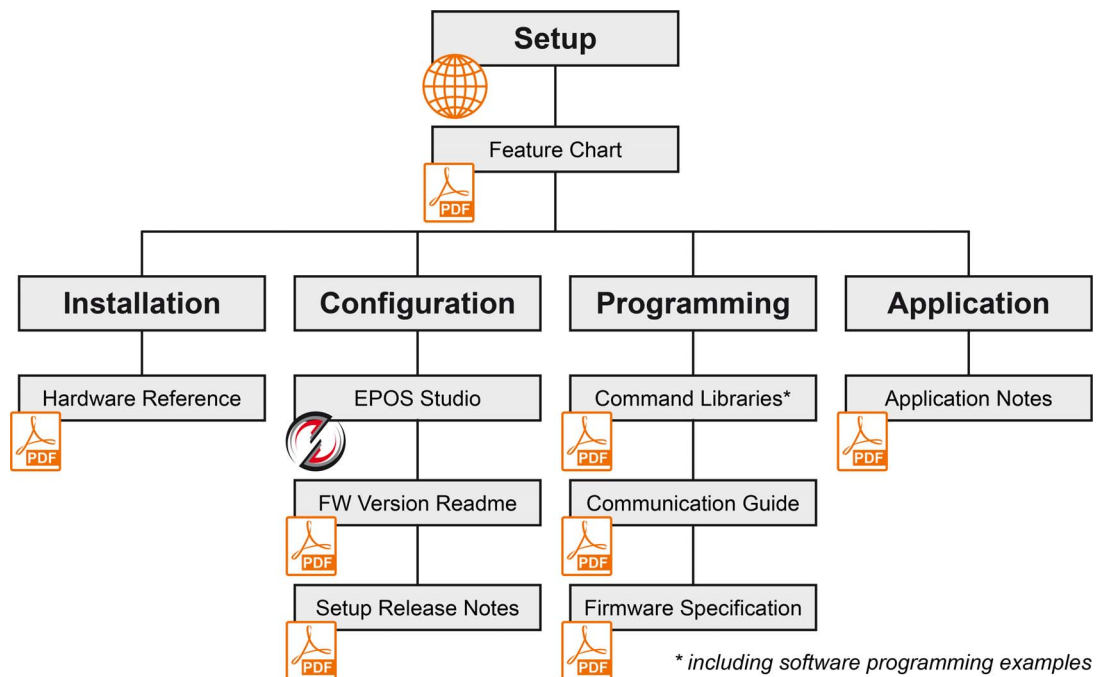 Setup
Feature Chart
PDF
Installation
Configuration
Programming
Application
Hardware Reference
EPOS Studio
Command Libraries*
Application Notes
PDF
PDF
PDF
FW Version Readme
Communication Guide
PDF
PDF
Setup Release Notes
Firmware Specification
PDF
PDF
* including software programming examples